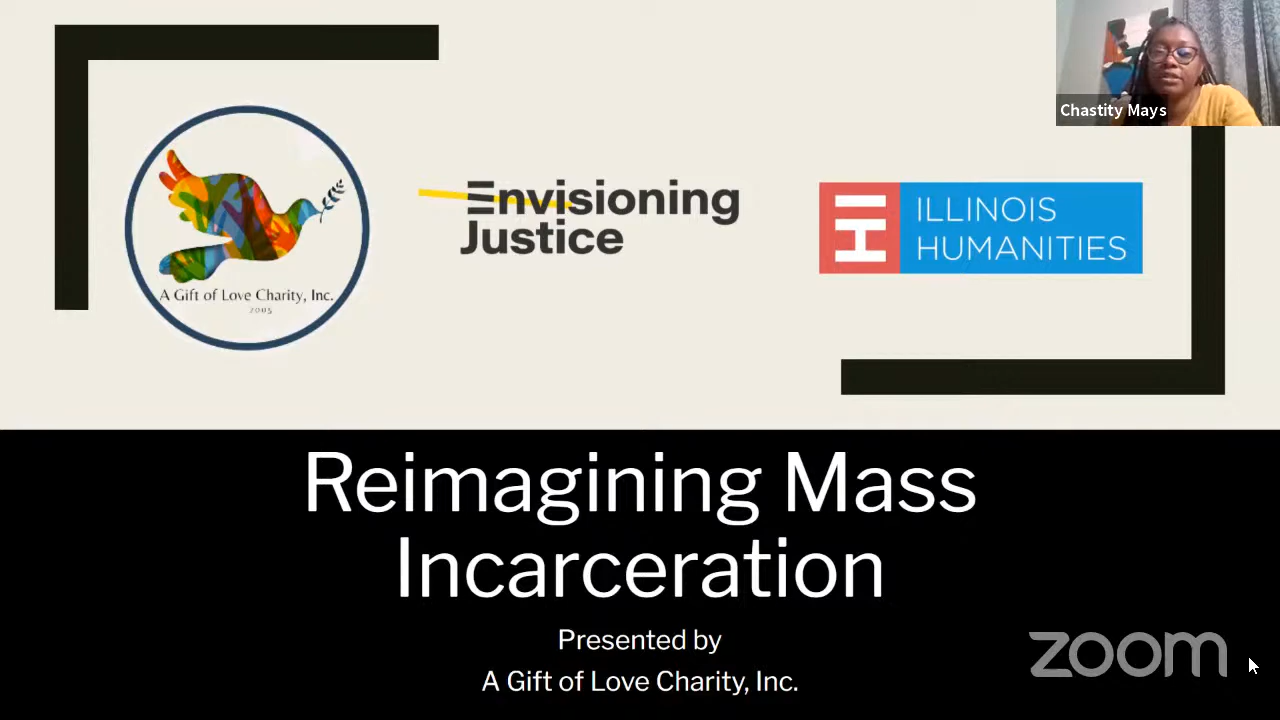 Chastity Mays
A Gift of Love Charity, Inc.
2005
Envisioning
Justice
ILLINOIS
HUMANITIES
Reimagining Mass
Incarceration
Presented by
A Gift of Love Charity, Inc.
zoom